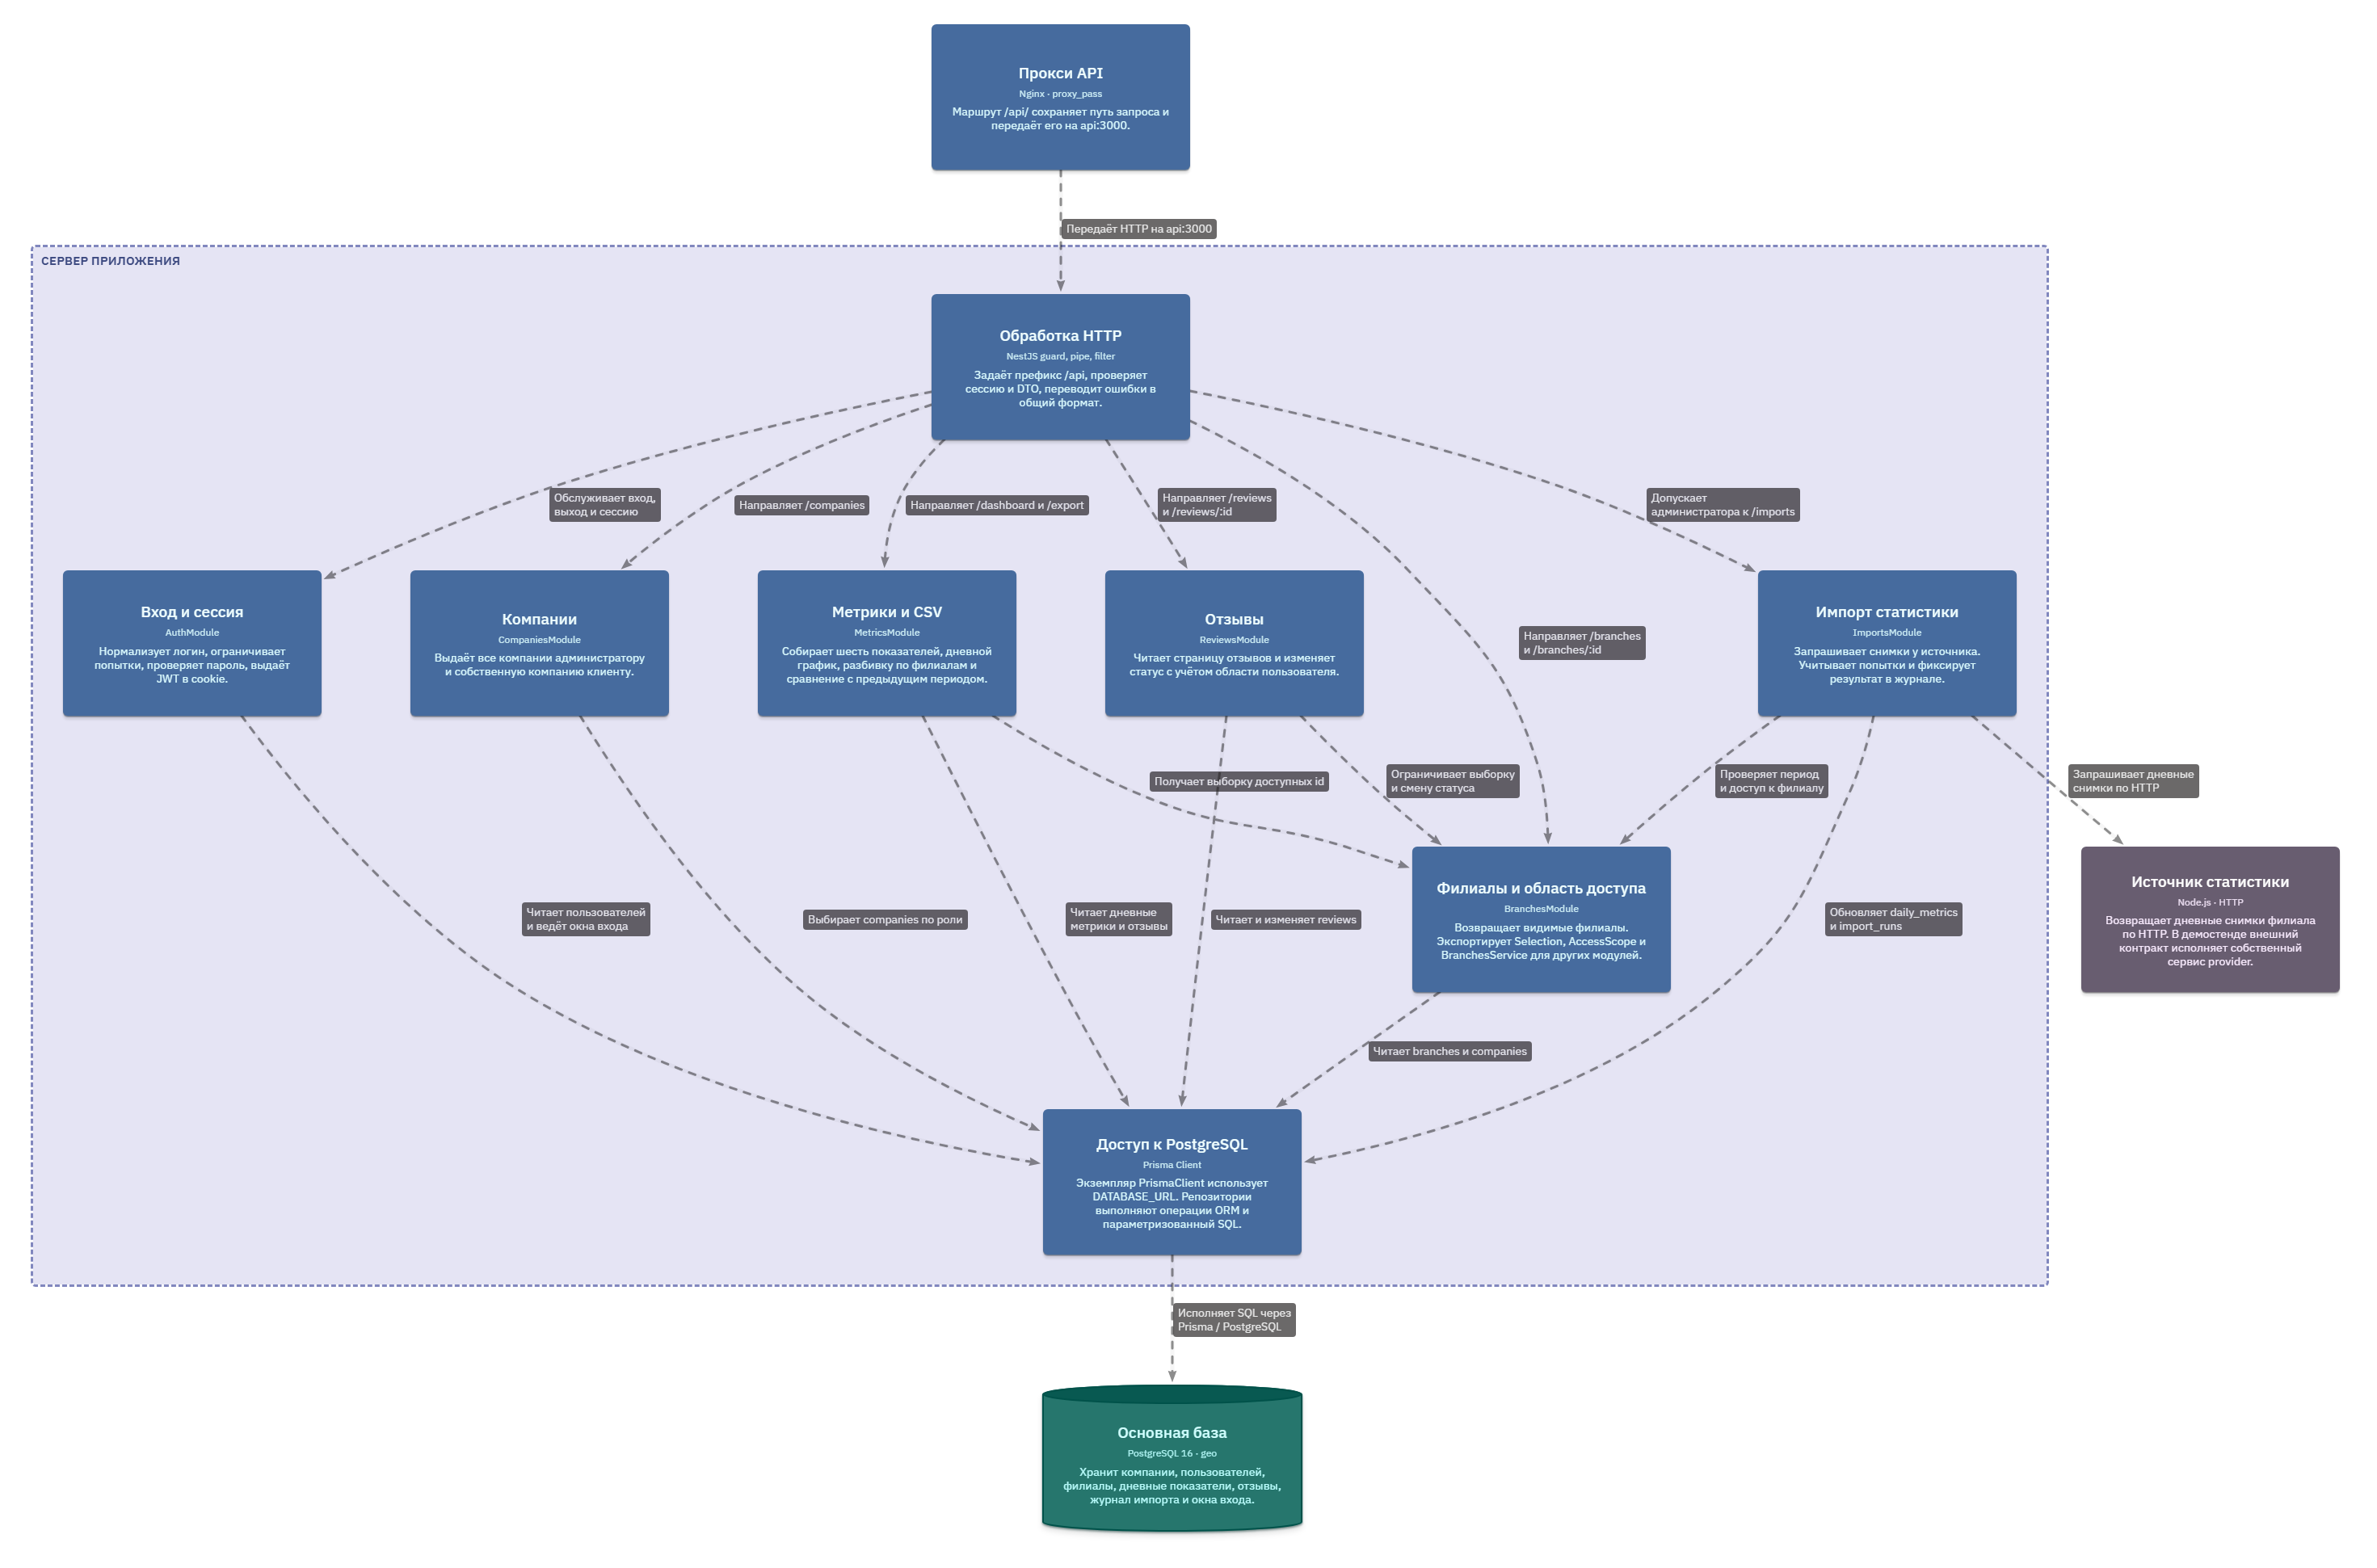 Прокси API
Nginx · proxy_pass
Маршрут /api/ сохраняет путь запроса и
передаёт его на api:3000.
Передаёт HTTP на api:3000
СЕРВЕР ПРИЛОЖЕНИЯ
Обработка HTTP
NestJS guard, pipe, filter
Задаёт префикс /api, проверяет
сессию и DTO, переводит ошибки в
общий формат.
Обслуживает вход,
выход и сессию
Направляет /companies
Направляет /dashboard и /export
Направляет /reviews
и /reviews/:id
Допускает
администратора к /imports
Направляет /branches
и /branches/:id
Вход и сессия
AuthModule
Нормализует логин, ограничивает
попытки, проверяет пароль, выдаёт
JWT в cookie.
Компании
CompaniesModule
Выдаёт все компании администратору
и собственную компанию клиенту.
Метрики и CSV
MetricsModule
Собирает шесть показателей, дневной
график, разбивку по филиалам и
сравнение с предыдущим периодом.
Отзывы
ReviewsModule
Читает страницу отзывов и изменяет
статус с учётом области пользователя.
Импорт статистики
ImportsModule
Запрашивает снимки у источника.
Учитывает попытки и фиксирует
результат в журнале.
Получает выборку доступных id
Ограничивает выборку
и смену статуса
Проверяет период
и доступ к филиалу
Запрашивает дневные
снимки по HTTP
Читает пользователей
и ведёт окна входа
Выбирает companies по роли
Читает дневные
метрики и отзывы
Читает и изменяет reviews
Филиалы и область доступа
BranchesModule
Возвращает видимые филиалы.
Экспортирует Selection, AccessScope и
BranchesService для других модулей.
Обновляет daily_metrics
и import_runs
Источник статистики
Node.js · HTTP
Возвращает дневные снимки филиала
по HTTP. В демостенде внешний
контракт исполняет собственный
сервис provider.
Читает branches и companies
Доступ к PostgreSQL
Prisma Client
Экземпляр PrismaClient использует
DATABASE_URL. Репозитории
выполняют операции ORM и
параметризованный SQL.
Исполняет SQL через
Prisma / PostgreSQL
Основная база
PostgreSQL 16 · geo
Хранит компании, пользователей,
филиалы, дневные показатели, отзывы,
журнал импорта и окна входа.